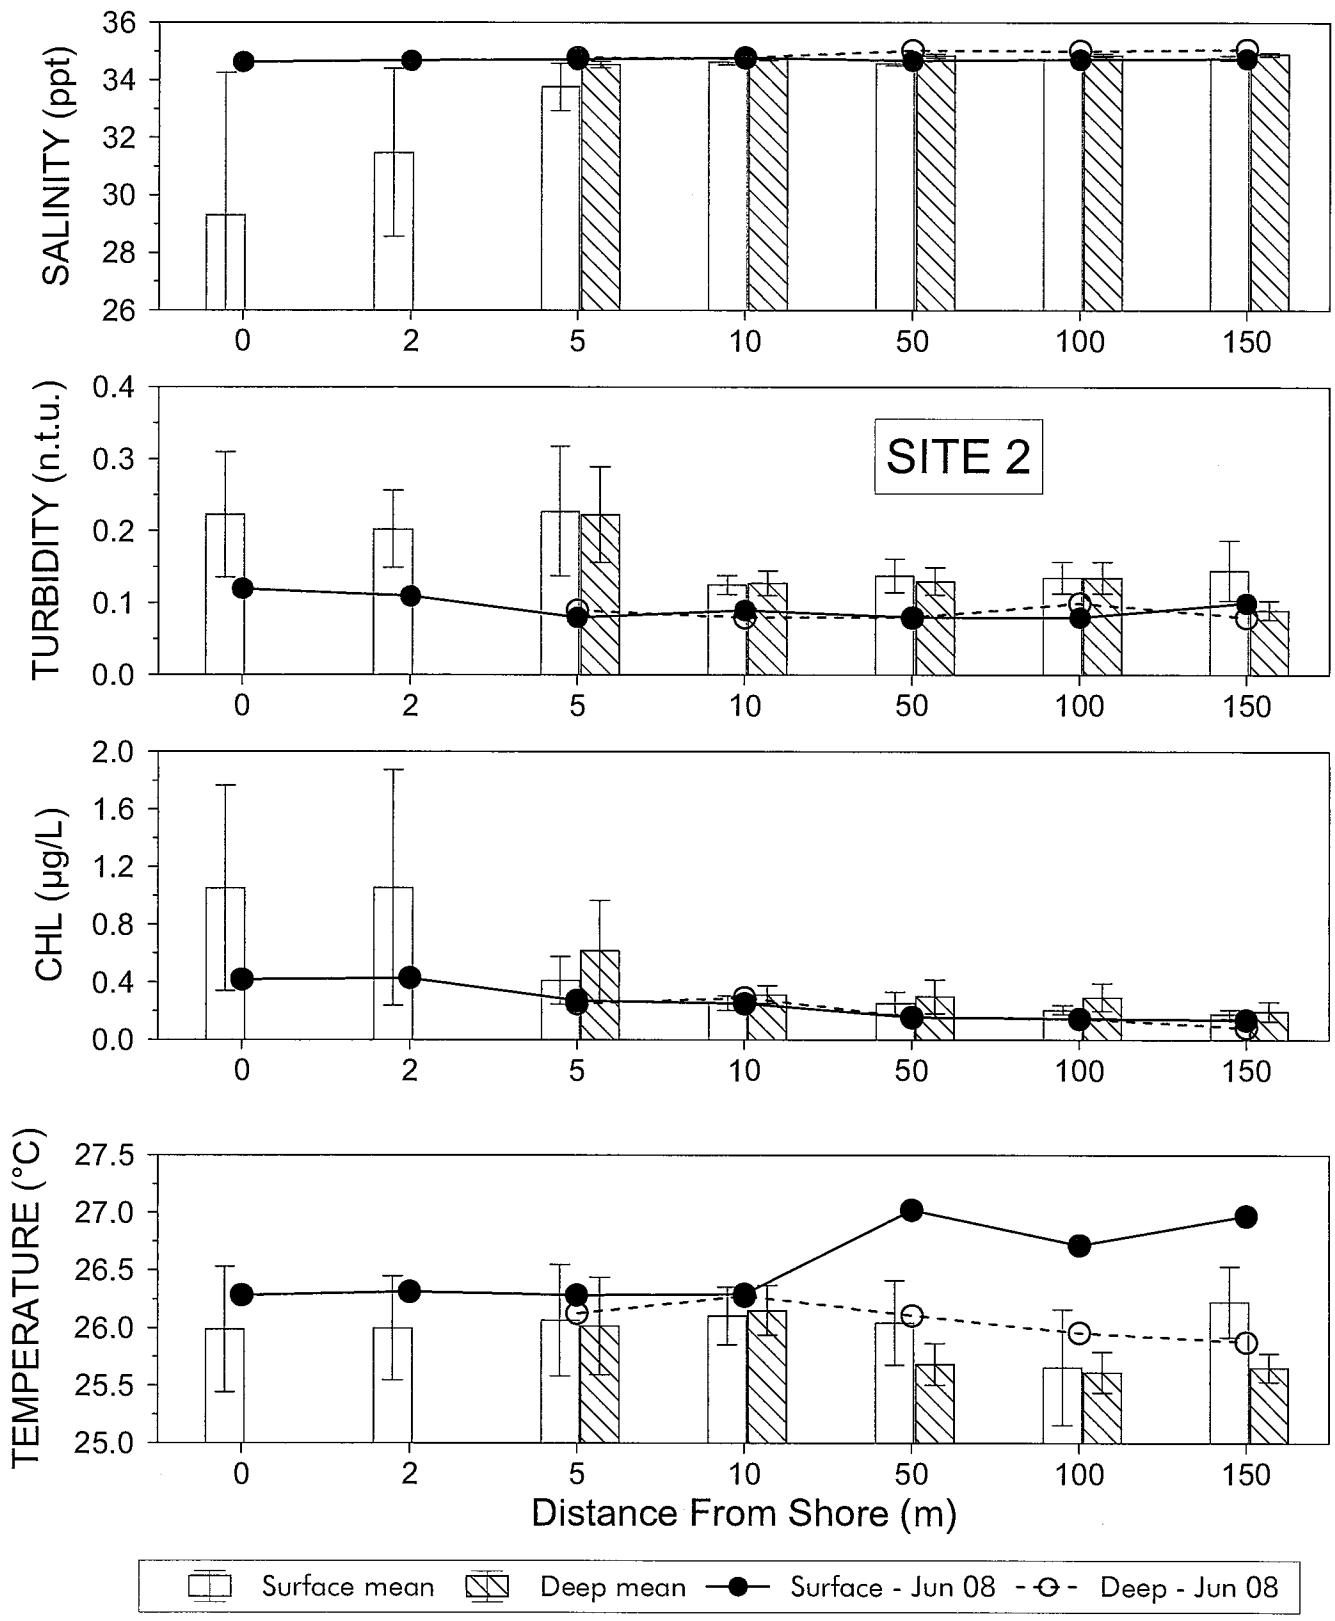 SALINITY (ppt)
36
34
32
30
28
26
0 2 5 10 50 100 150
TURBIDITY (n.t.u.)
0.4
0.3
0.2
0.1
0.0
SITE 2
0 2 5 10 50 100 150
CHL (µg/L)
2.0
1.6
1.2
0.8
0.4
0.0
0 2 5 10 50 100 150
TEMPERATURE (°C)
27.5
27.0
26.5
26.0
25.5
25.0
0 2 5 10 50 100 150
Distance From Shore (m)
Surface mean Deep mean Surface - Jun 08 Deep - Jun 08